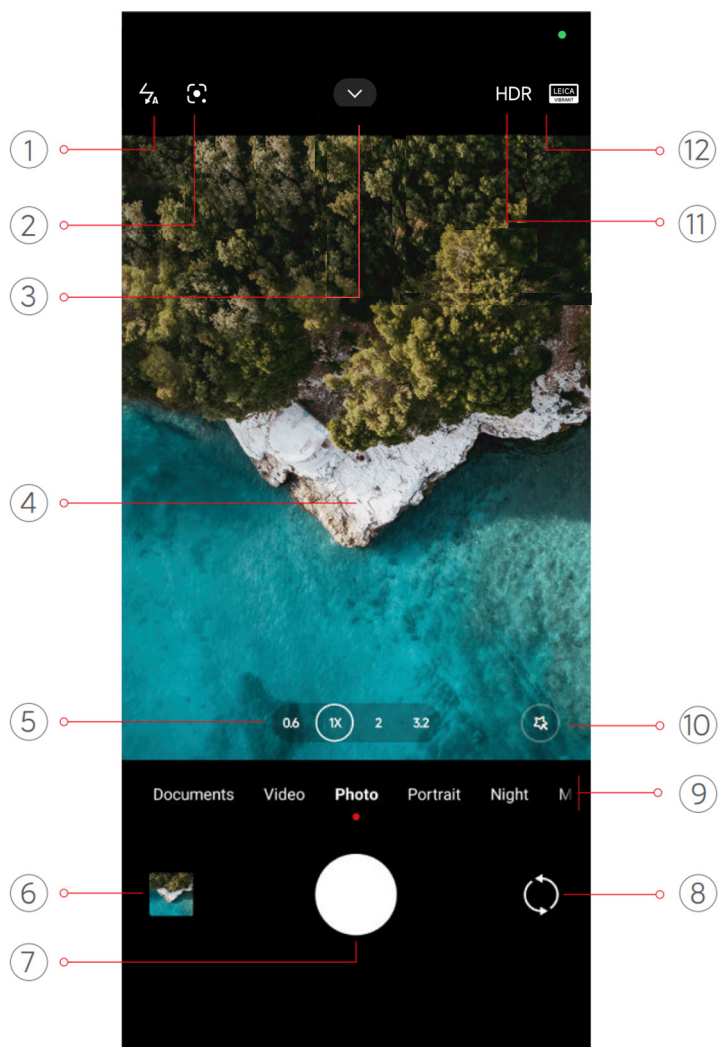 A
HDR
LEICA
VIBRANT
1
12
2
11
3
4
5
0.6
1X
2
3.2
10
Documents
Video
Photo
Portrait
Night
M
9
6
8
7